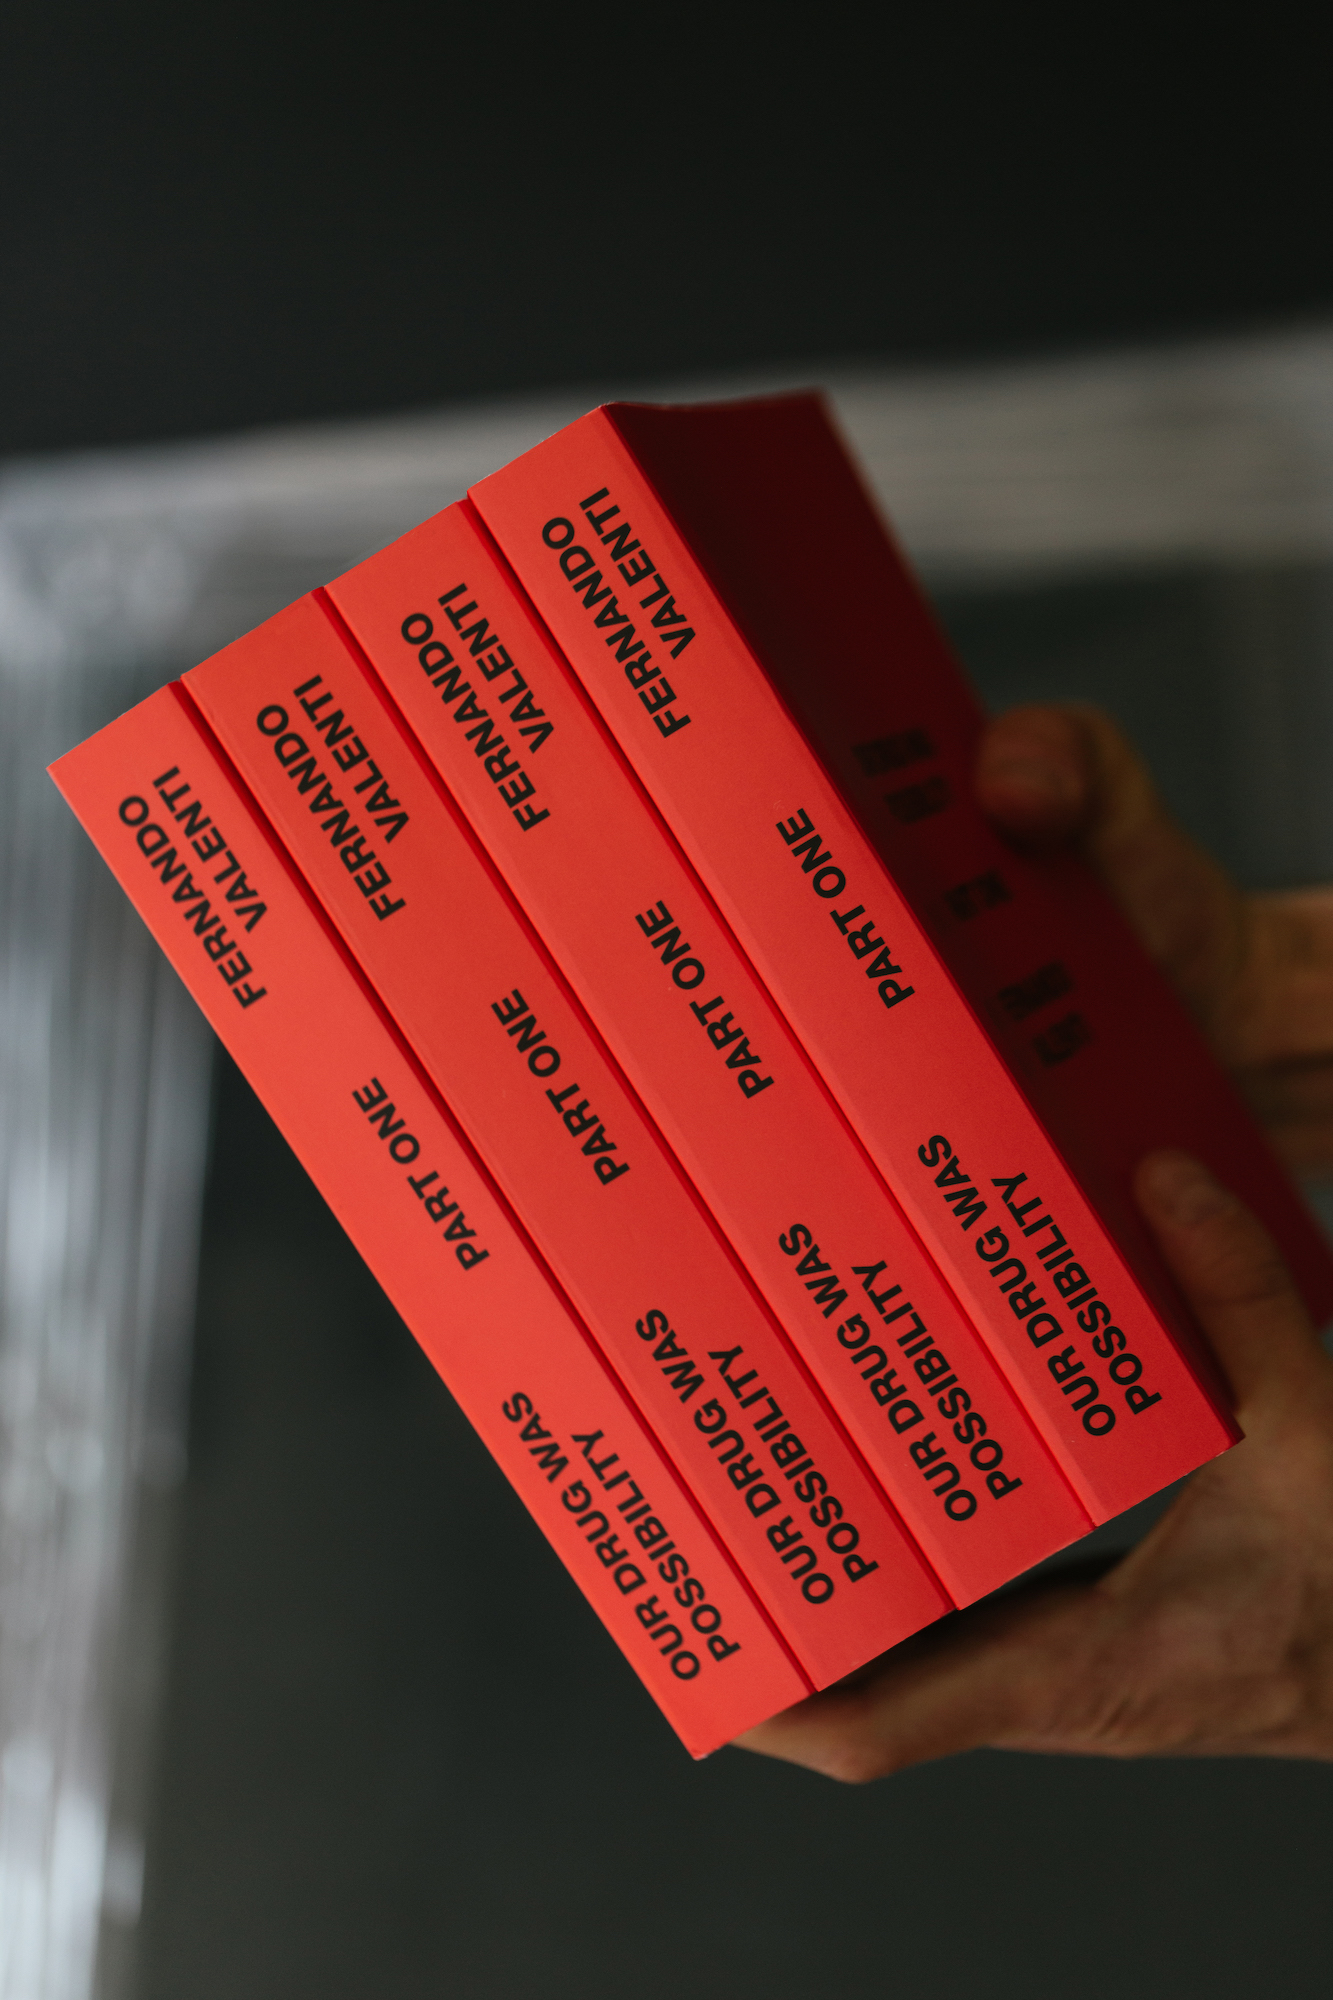 OUR DRUG WAS
POSSIBILITY
PART ONE
FERNANDO
VALENTI
OUR DRUG WAS
POSSIBILITY
PART ONE
FERNANDO
VALENTI
OUR DRUG WAS
POSSIBILITY
PART ONE
FERNANDO
VALENTI
OUR DRUG WAS
POSSIBILITY
PART ONE
FERNANDO
VALENTI